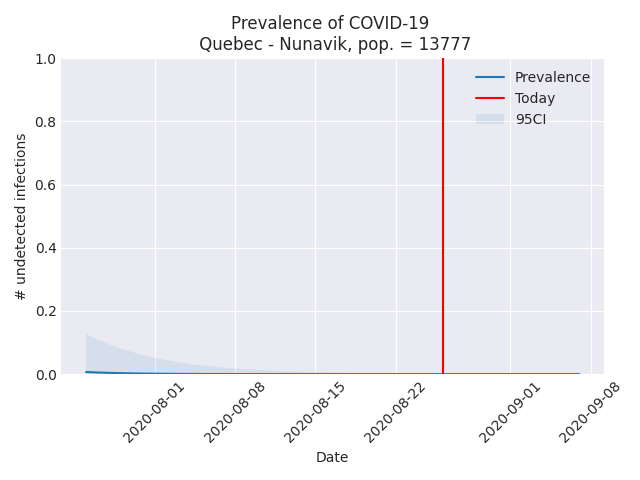 Prevalence of COVID-19
Quebec - Nunavik, pop. = 13777
1.0
0.8
0.6
0.4
0.2
0.0
# undetected infections
Prevalence
Today
95CI
2020-08-01
2020-08-08
2020-08-15
2020-08-22
2020-09-01
2020-09-08
Date